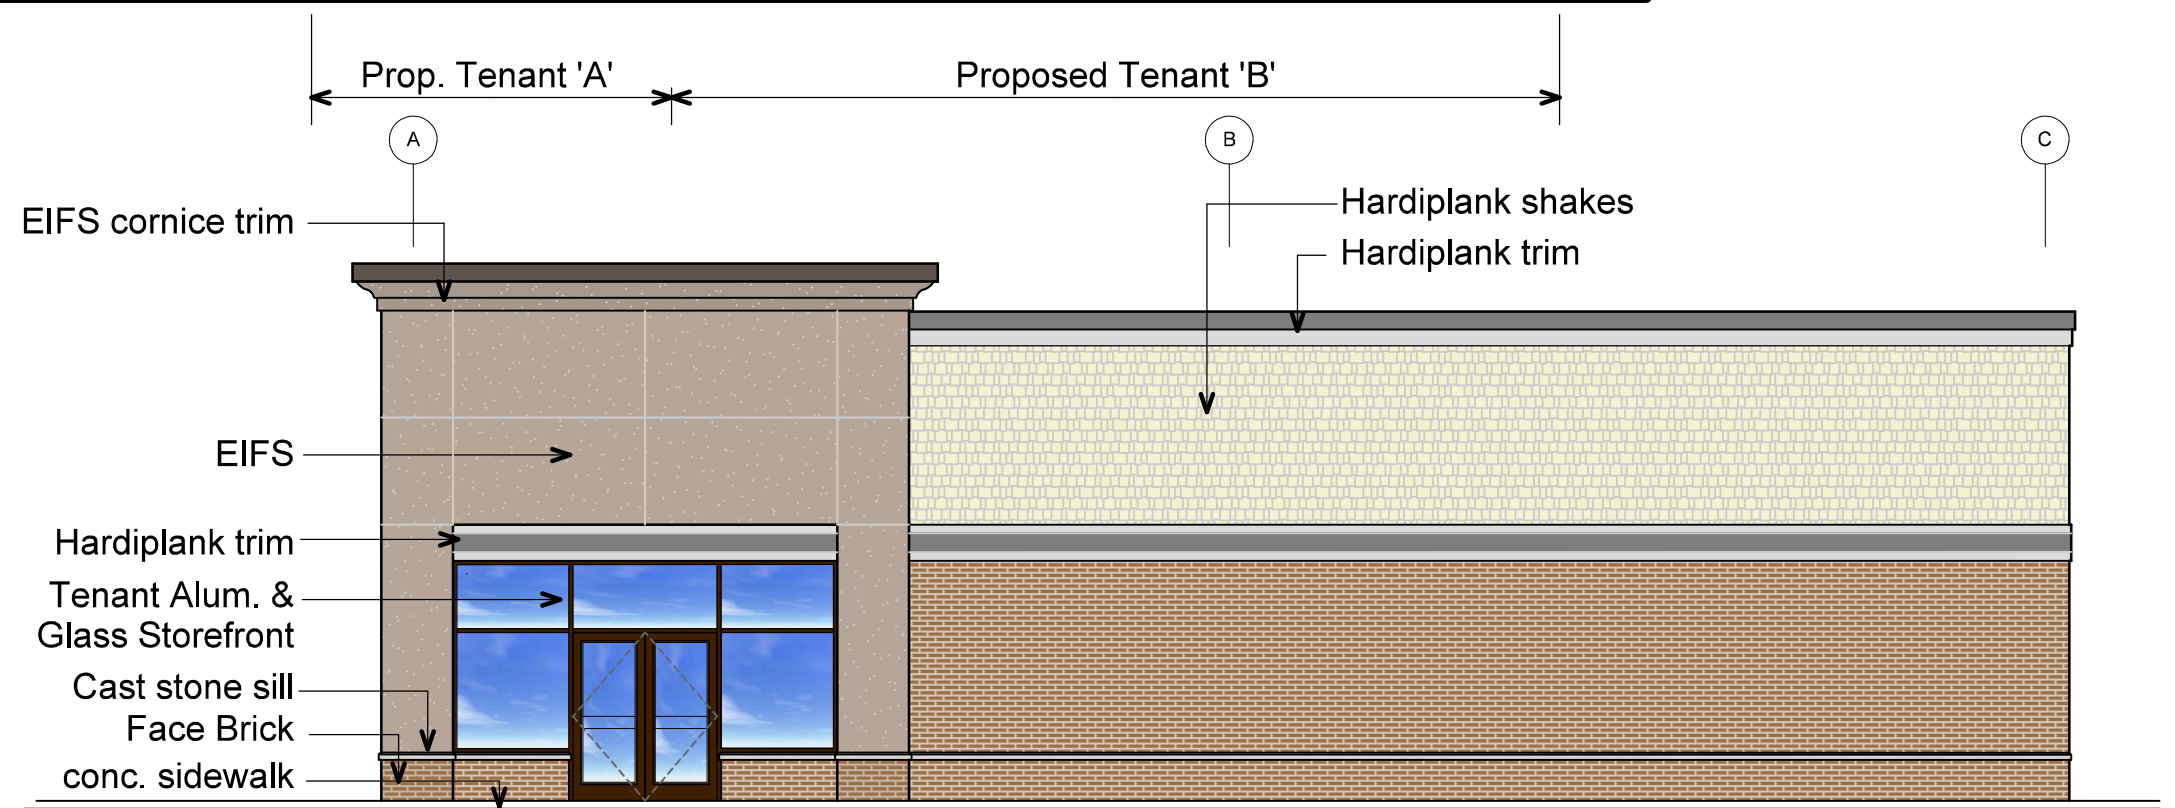 Prop. Tenant 'A'
Proposed Tenant 'B'
A
B
C
EIFS cornice trim
Hardiplank shakes
Hardiplank trim
EIFS
Hardiplank trim
Tenant Alum. &
Glass Storefront
Cast stone sill
Face Brick
conc. sidewalk